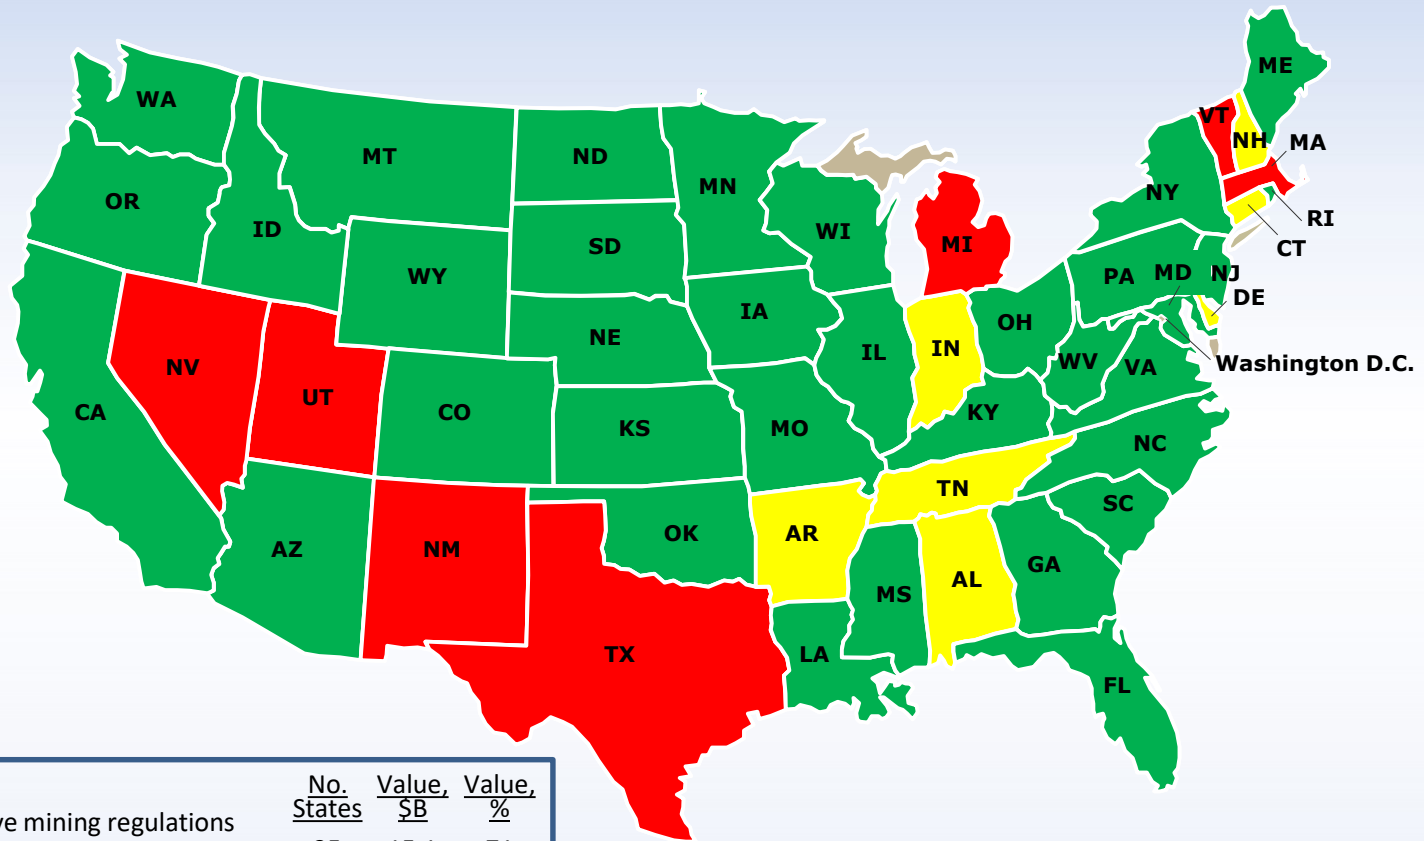 ME
WA
VT
NH
MA
MT
ND
MN
NY
OR
RI
ID
SD
WI
MI
CT
WY
PA
MD
NJ
DE
IA
OH
NE
IL
IN
WV
VA
Washington D.C.
NV
UT
CA
CO
KS
MO
KY
NC
TN
SC
AZ
NM
OK
AR
GA
AL
MS
TX
LA
FL
No. States
Value, $B
Value, %
mining regulations